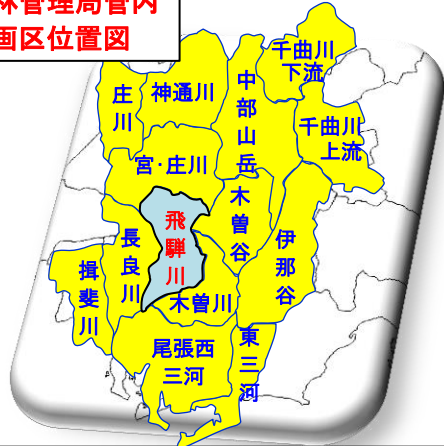 林管理局管内
画区位置図
千曲川
下流
庄
川
神通川
中
部
山
岳
千曲川
上流
宮・庄川
木
曽
谷
飛
騨
川
長
良
川
伊
那
谷
揖
斐
川
木曽川
尾張西
三河
東
三
河